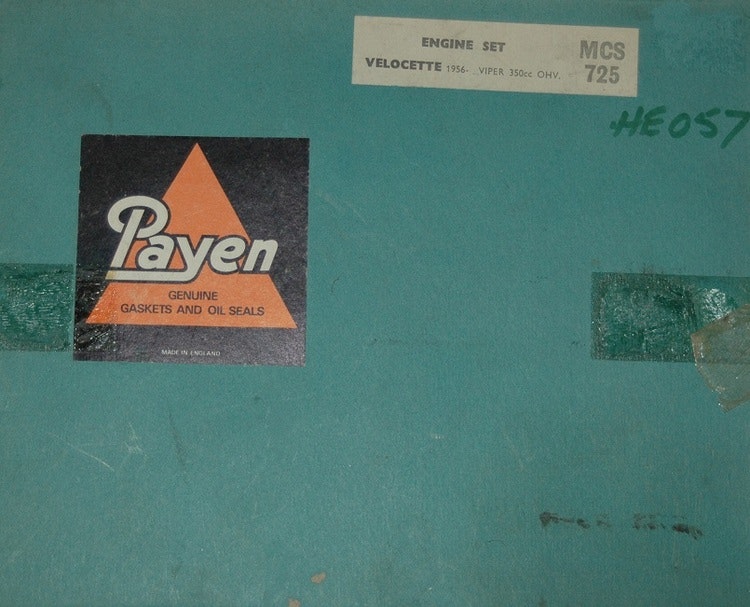 ENGINE SET
VELOCETTE 1956- VIPER 350cc OHV.
MCS
725
HE057
Payen
GENUINE
GASKETS AND OIL SEALS
MADE IN ENGLAND